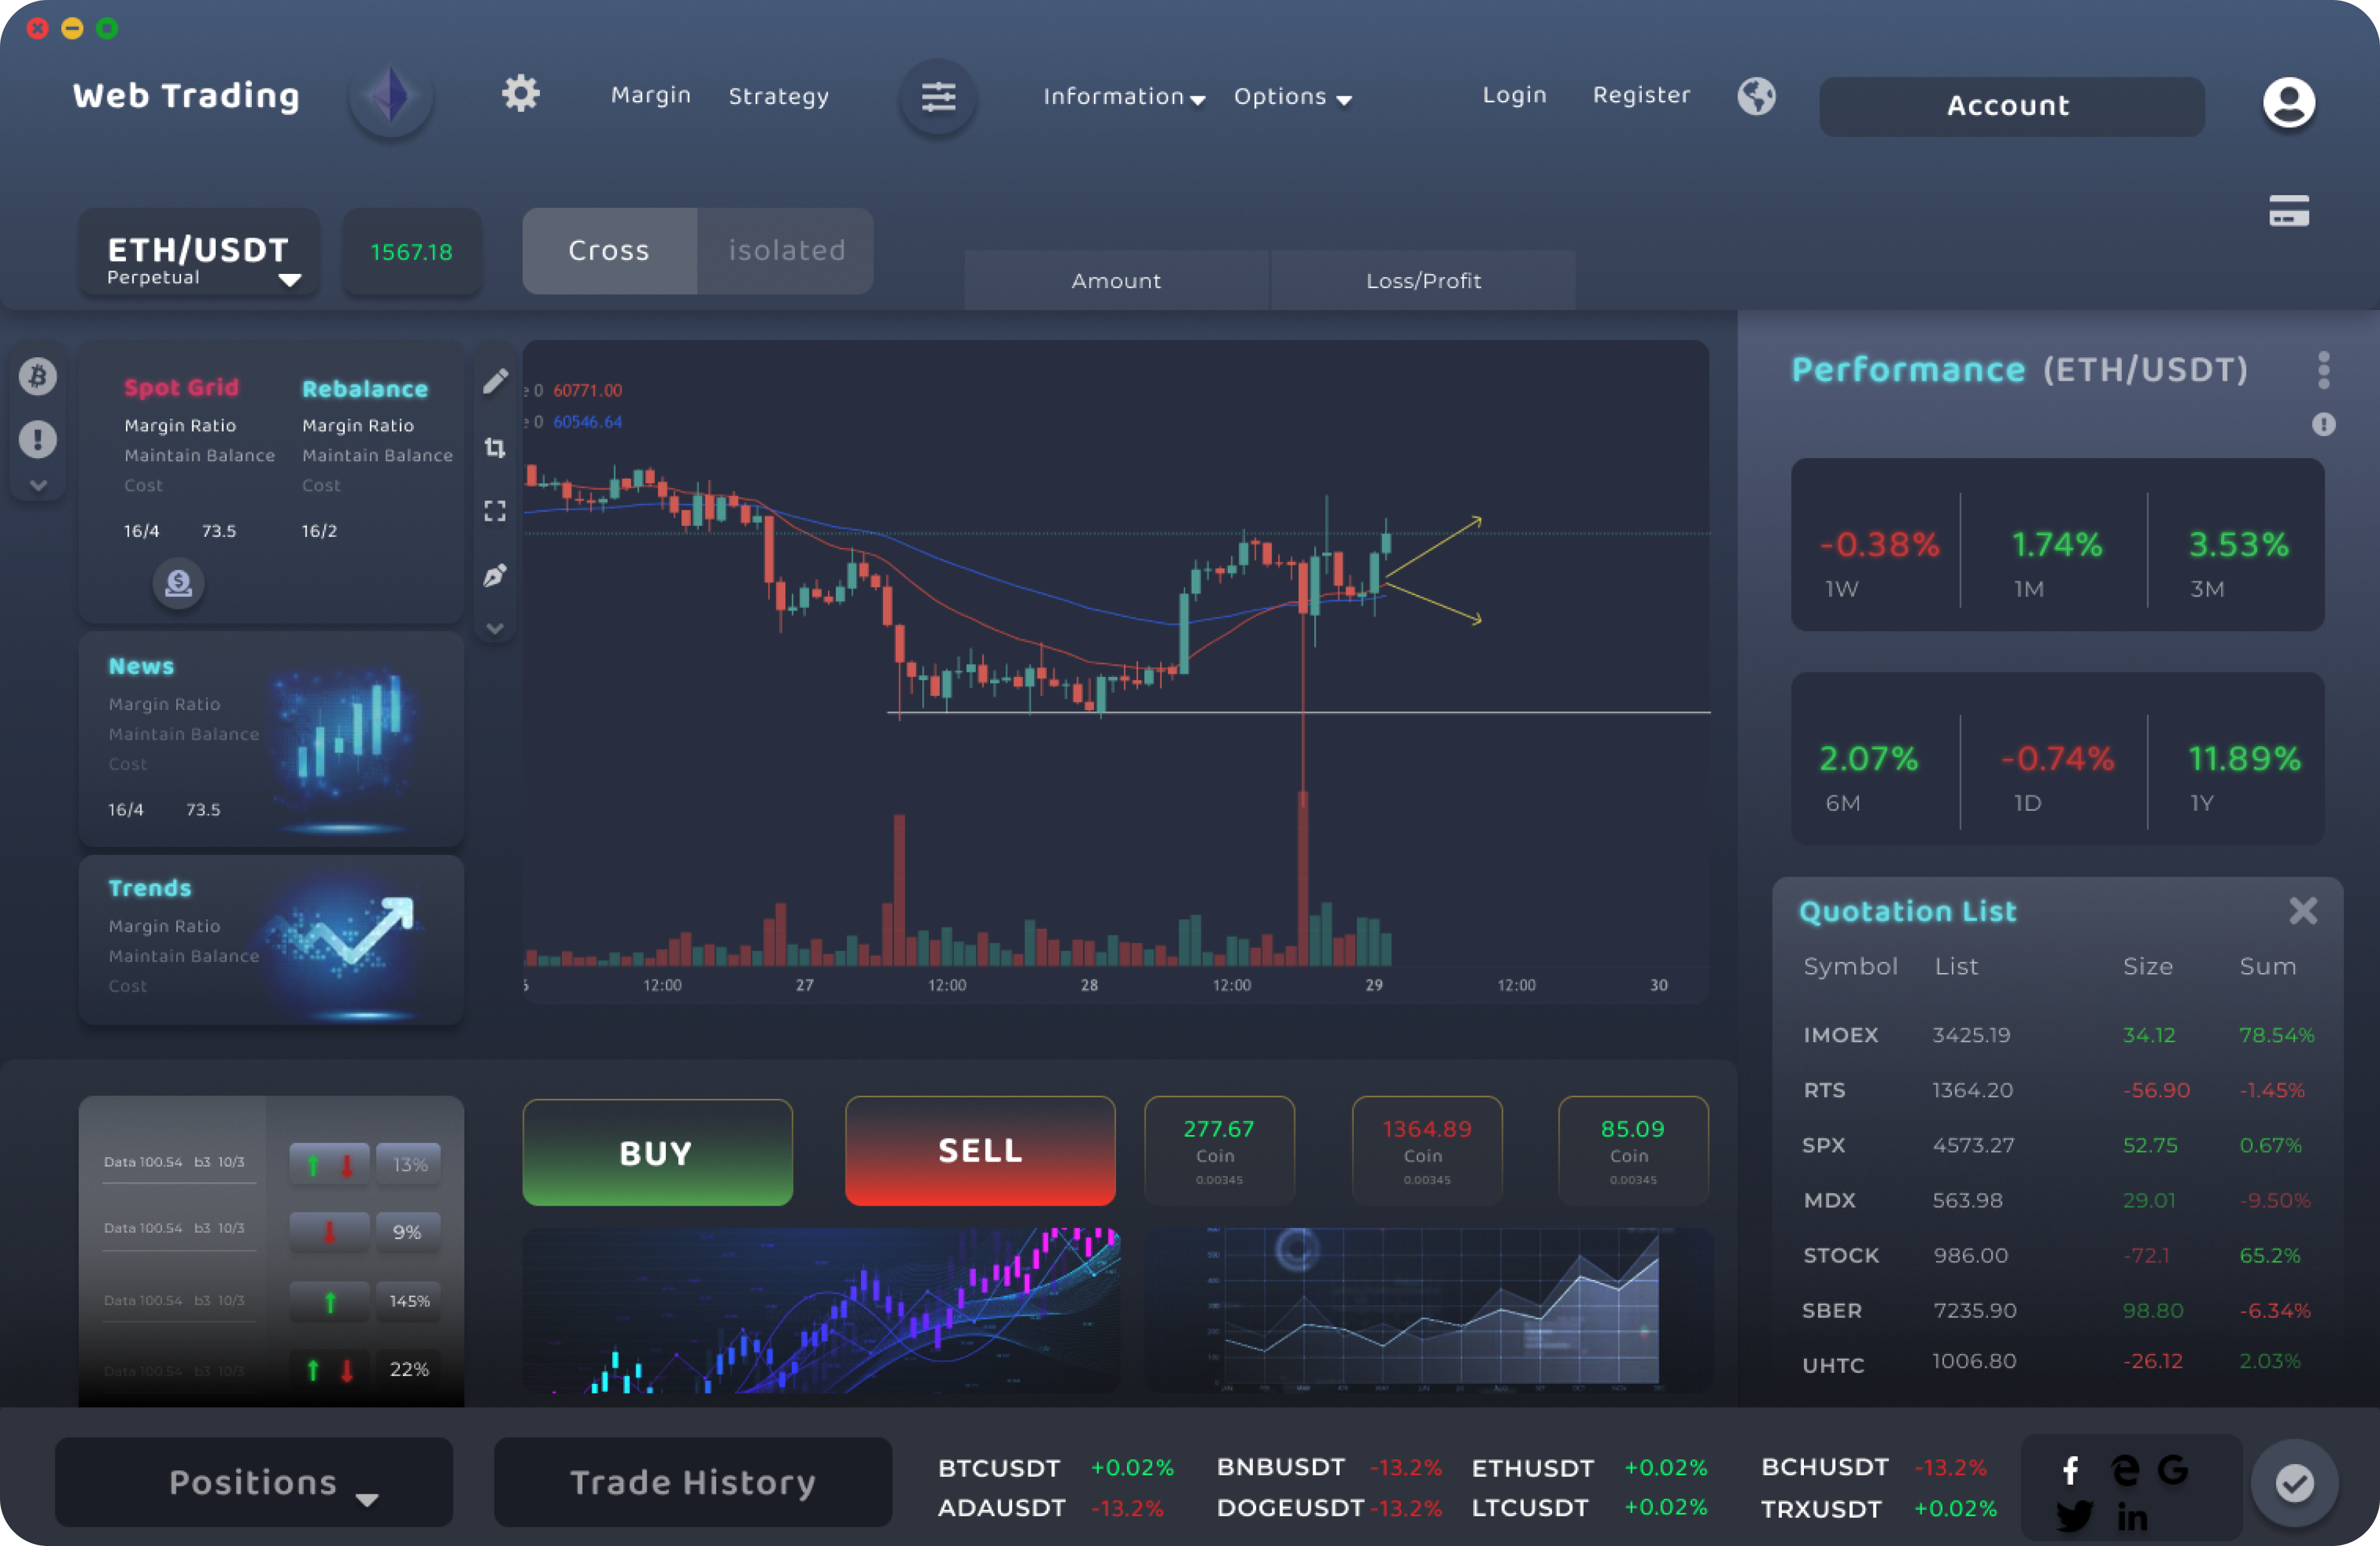 Web Trading
Margin Strategy
Information Options
Login Register
Account
ETH/USDT
Perpetual
1567.18
Cross isolated
Amount Loss/Profit
Spot Grid Rebalance
Margin Ratio Margin Ratio
Maintain Balance Maintain Balance
Cost Cost
16/4 73.5 16/2
News
Margin Ratio
Maintain Balance
Cost
16/4 73.5
Trends
Margin Ratio
Maintain Balance
Cost
e 0 60771.00
e 0 60546.64
12:00 27 12:00 28 12:00 29 12:00 30
Performance (ETH/USDT)
-0.38% 1.74% 3.53%
1W 1M 3M
2.07% -0.74% 11.89%
6M 1D 1Y
Quotation List
Symbol List Size Sum
IMOEX 3425.19 34.12 78.54%
RTS 1364.20 -56.90 -1.45%
SPX 4573.27 52.75 0.67%
MDX 563.98 29.01 -9.50%
STOCK 986.00 -72.1 65.2%
SBER 7235.90 98.80 -6.34%
UHTC 1006.80 -26.12 2.03%
Data 100.54 b3 10/3 13%
Data 100.54 b3 10/3 9%
Data 100.54 b3 10/3 145%
Data 100.54 b3 10/3 22%
BUY
SELL
277.67
Coin
0.00345
1364.89
Coin
0.00345
85.09
Coin
0.00345
Positions
Trade History
BTCUSDT +0.02% BNBUSDT -13.2% ETHUSDT +0.02% BCHUSDT -13.2%
ADAUSDT -13.2% DOGEUSDT -13.2% LTCUSDT +0.02% TRXUSDT +0.02%